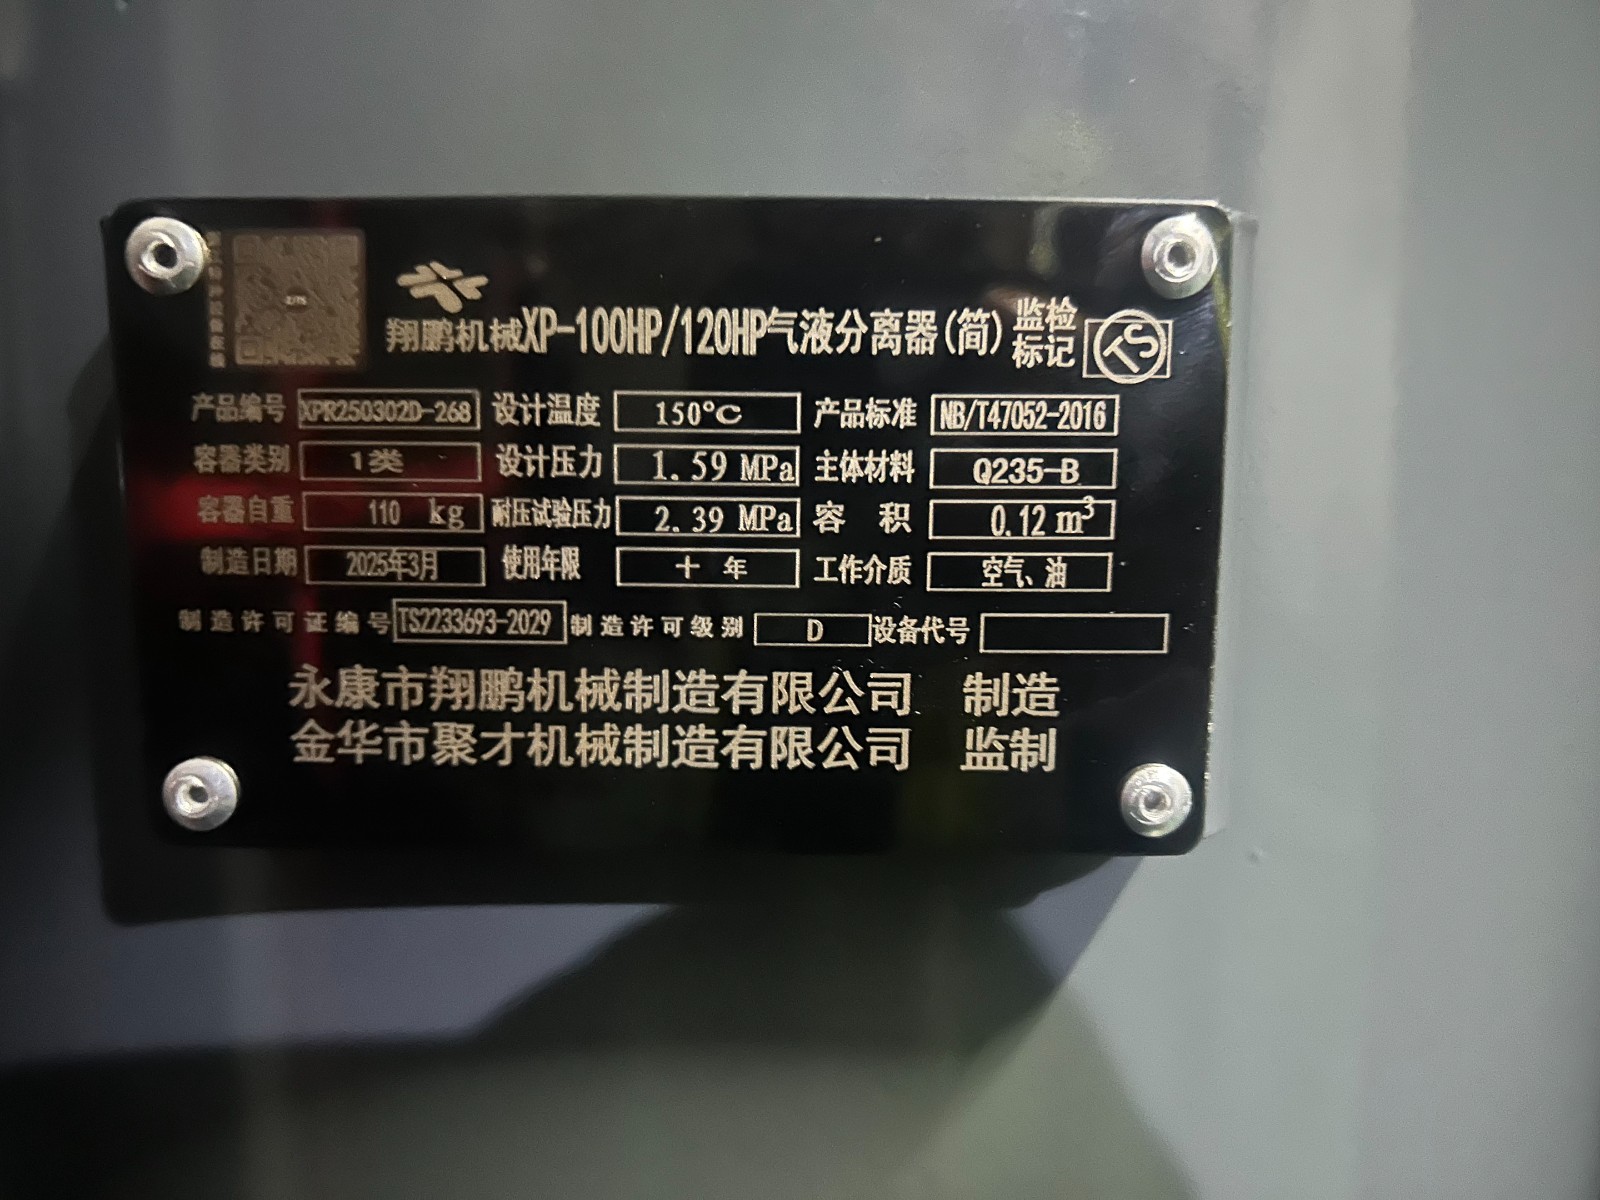 翔鹏机械XP-100HP/120HP气液分离器(简) 监检标记 TS
产品编号 XPR250302D-268 设计温度 150℃ 产品标准 NB/T47052-2016
容器类别 1类 设计压力 1.59 MPa 主体材料 Q235-B
容器自重 110 kg 耐压试验压力 2.39 MPa 容 积 0.12 m³
制造日期 2025年3月 使用年限 十 年 工作介质 空气、油
制造许可证编号 TS2233693-2029 制造许可级别 D 设备代号
永康市翔鹏机械制造有限公司 制造
金华市聚才机械制造有限公司 监制